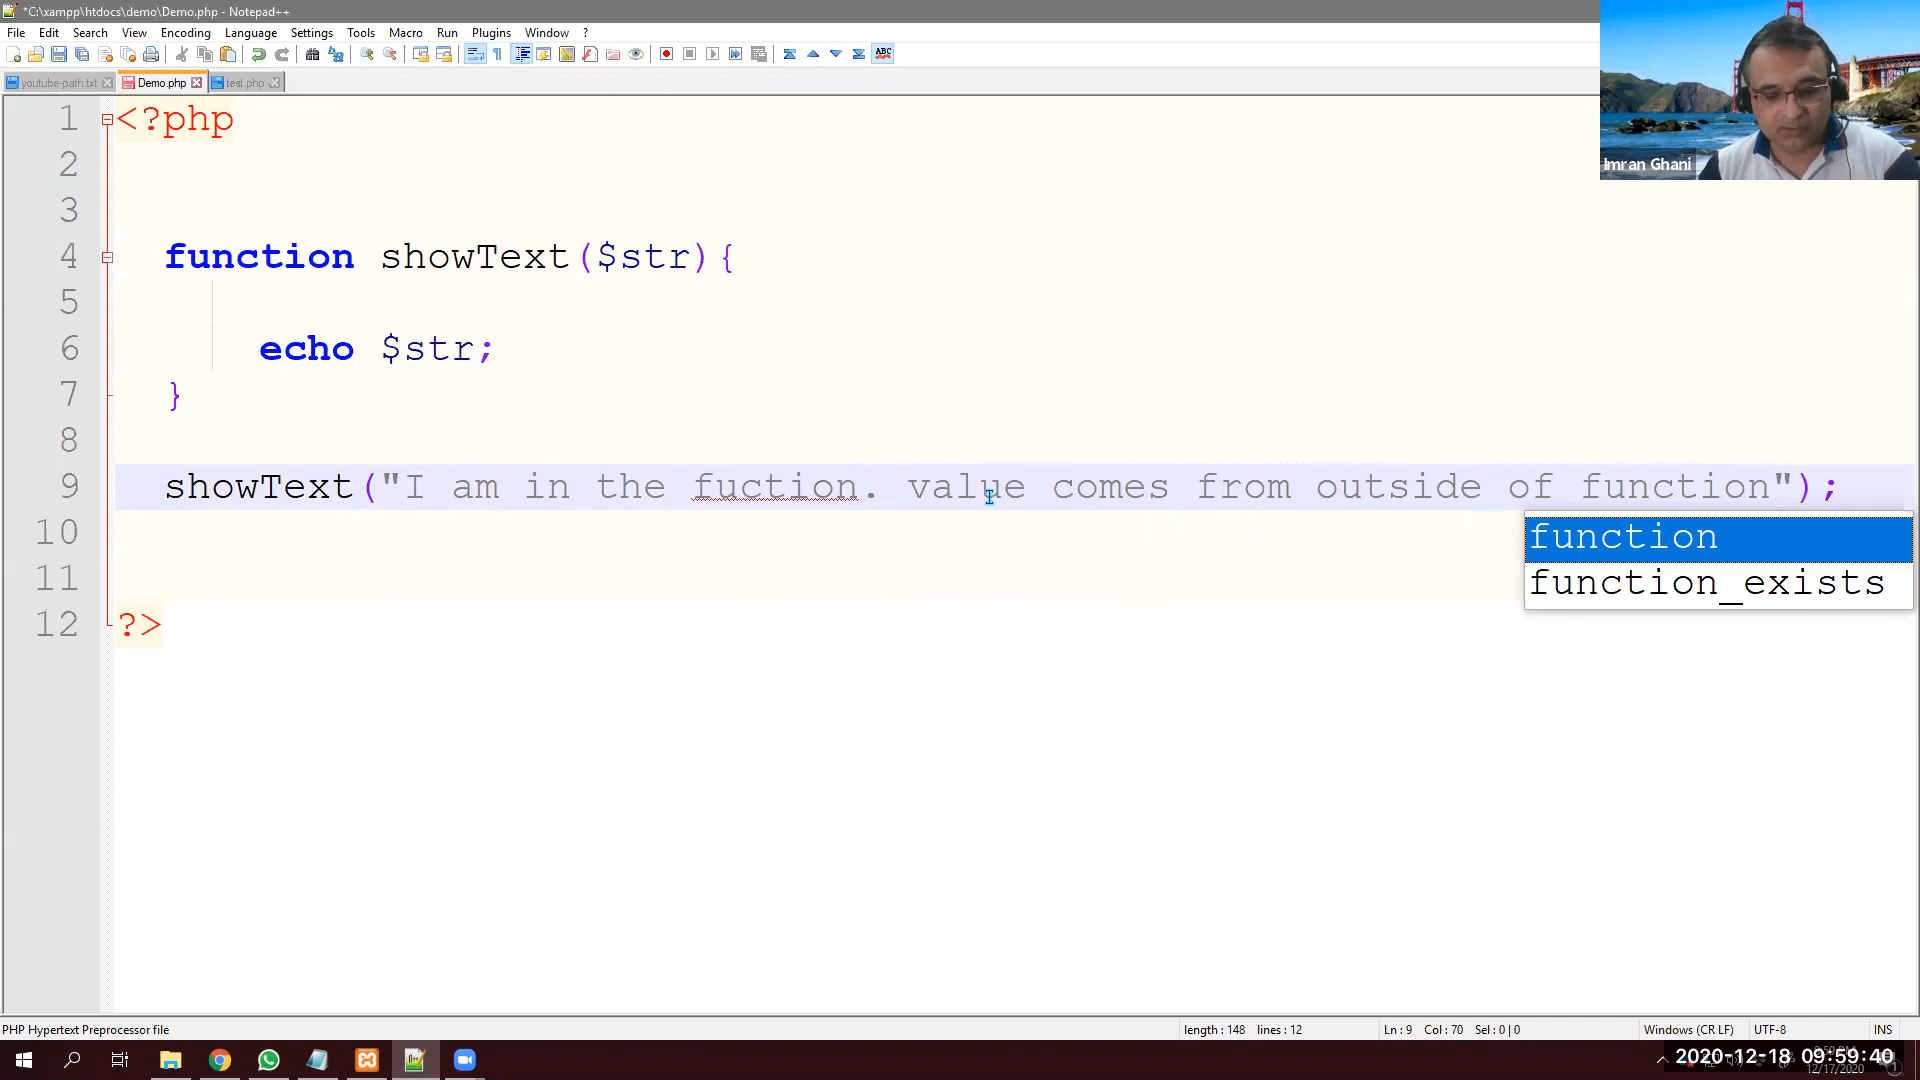 *C:\xampp\htdocs\demo\Demo.php - Notepad++
File Edit Search View Encoding Language Settings Tools Macro Run Plugins Window ?
ABC
youtube-path.txt Demo.php test.php
1 <?php
2
3
4 function showText($str){
5
6 echo $str;
7 }
8
9 showText("I am in the fuction. value comes from outside of function");
10
11
12 ?>
function
function_exists
Imran Ghani
PHP Hypertext Preprocessor file length : 148 lines : 12 Ln : 9 Col : 70 Sel : 0 | 0 Windows (CR LF) UTF-8 INS
2020-12-18 09:59:40
12/17/2020